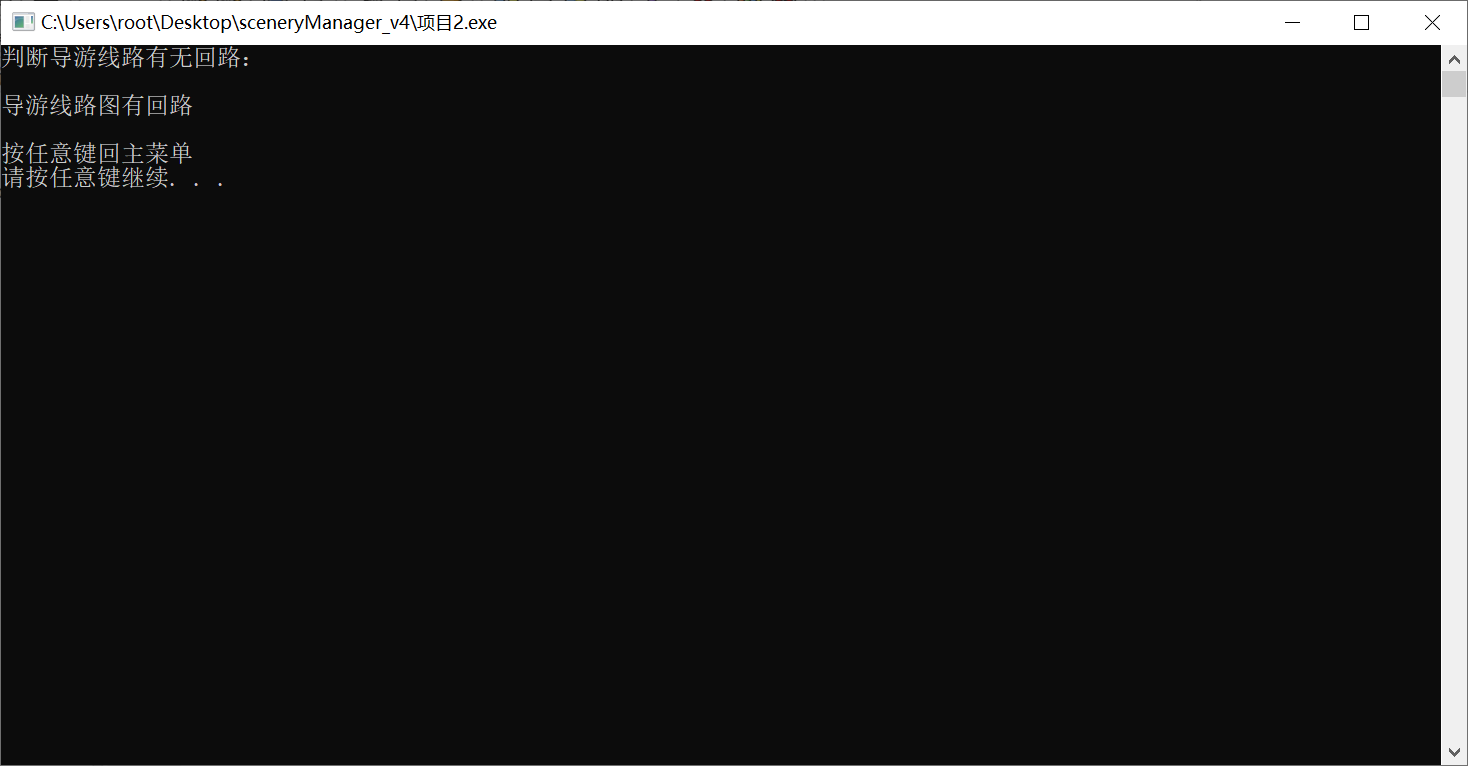 C:\Users\root\Desktop\sceneryManager_v4\项目2.exe
判断导游线路有无回路：
导游线路图有回路
按任意键回主菜单
请按任意键继续. . .